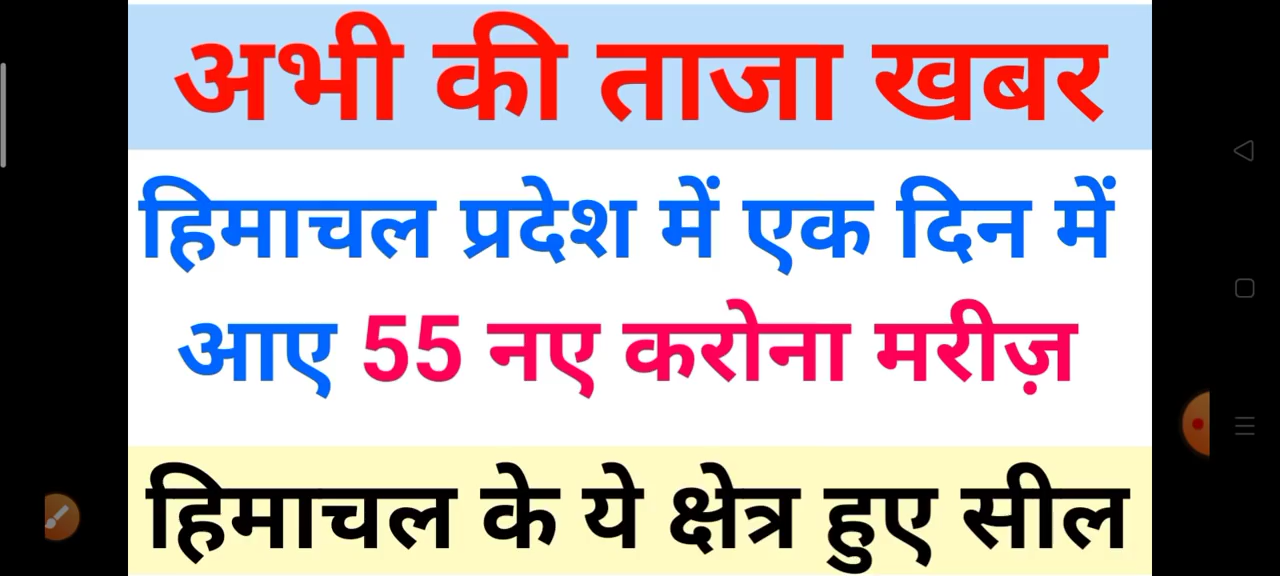 अभी की ताजा खबर
हिमाचल प्रदेश में एक दिन में
आए 55 नए करोना मरीज़
हिमाचल के ये क्षेत्र हुए सील